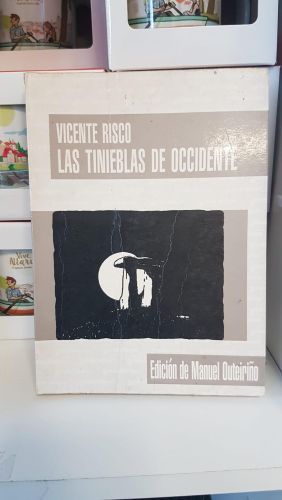 VICENTE RISCO
LAS TINIEBLAS DE OCCIDENTE
Edición de Manuel Outeiriño